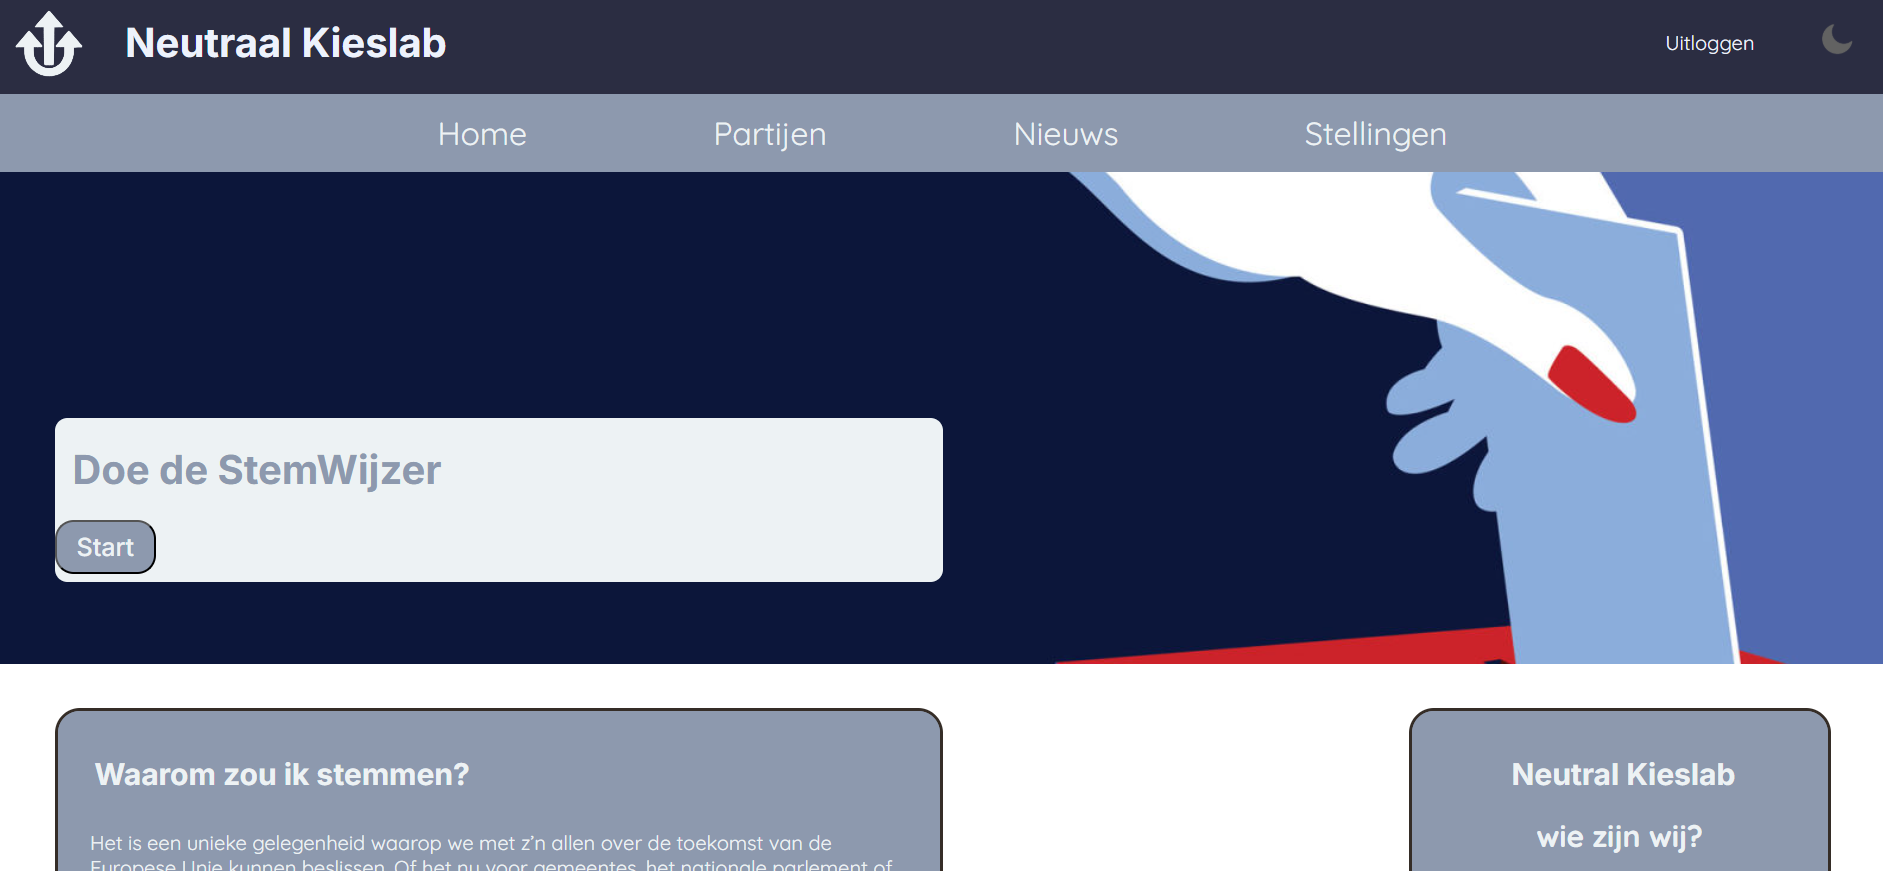 Neutraal Kieslab
Uitloggen
Home
Partijen
Nieuws
Stellingen
Doe de StemWijzer
Start
Waarom zou ik stemmen?
Het is een unieke gelegenheid waarop we met z’n allen over de toekomst van de
Europese Unie kunnen beslissen. Of het nu voor gemeentes, het nationale parlement of
Neutral Kieslab
wie zijn wij?